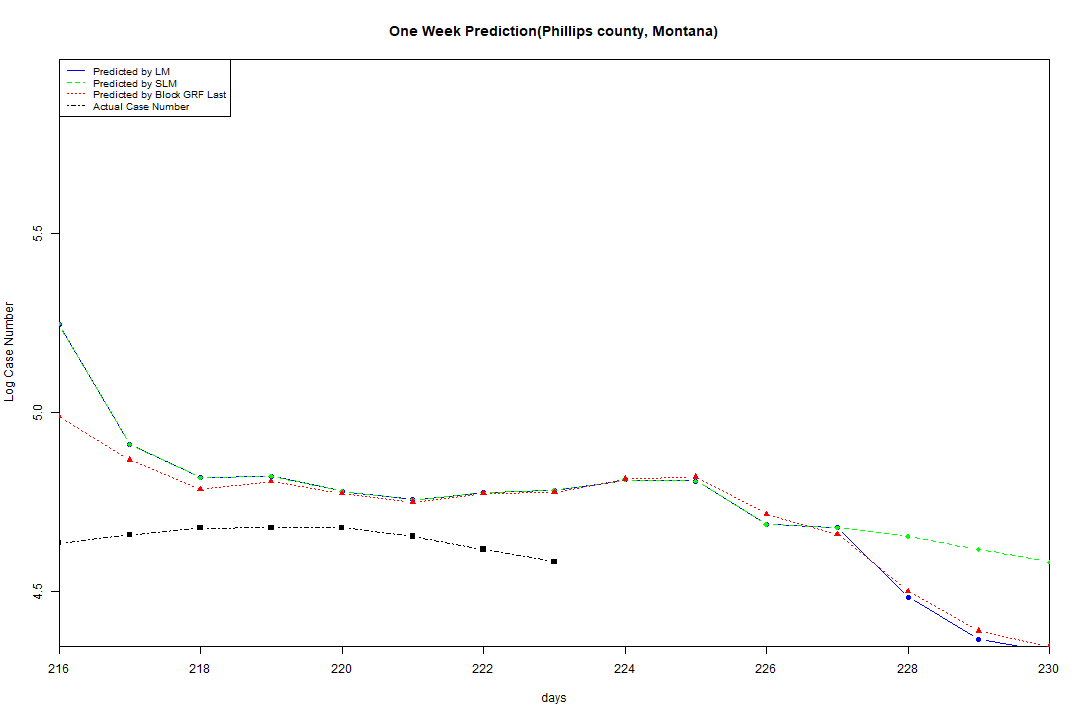 One Week Prediction(Phillips county, Montana)
Predicted by LM
Predicted by SLM
Predicted by Block GRF Last
Actual Case Number
5.5
5.0
4.5
Log Case Number
216 218 220 222 224 226 228 230
days